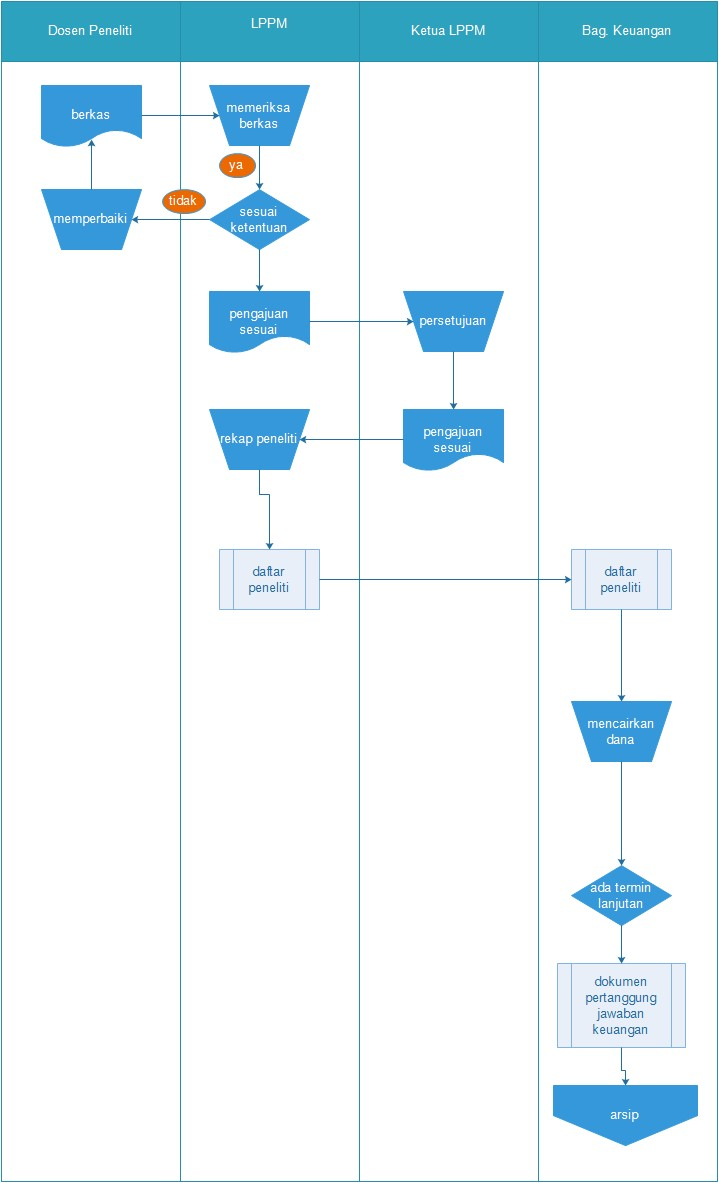 Dosen Peneliti
LPPM
Ketua LPPM
Bag. Keuangan
berkas
memeriksa
berkas
ya
tidak
memperbaiki
sesuai
ketentuan
pengajuan
sesuai
persetujuan
rekap peneliti
pengajuan
sesuai
daftar
peneliti
daftar
peneliti
mencairkan
dana
ada termin
lanjutan
dokumen
pertanggung
jawaban
keuangan
arsip